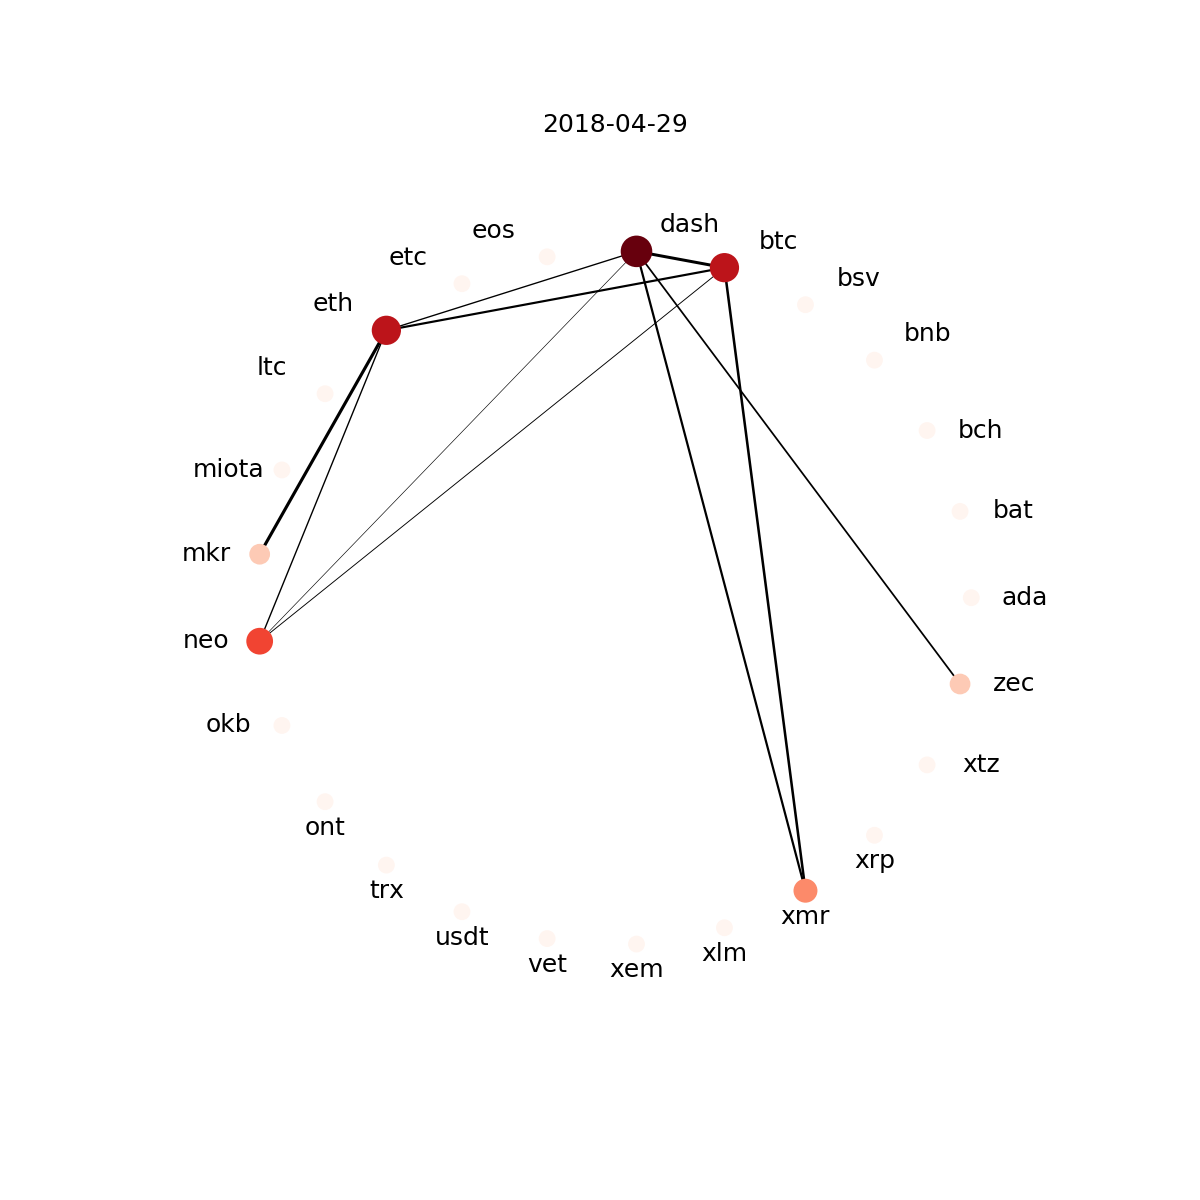 2018-04-29
dash
eos
btc
etc
bsv
eth
bnb
ltc
bch
miota
bat
mkr
ada
neo
zec
okb
xtz
ont
xrp
trx
xmr
usdt
xlm
vet
xem